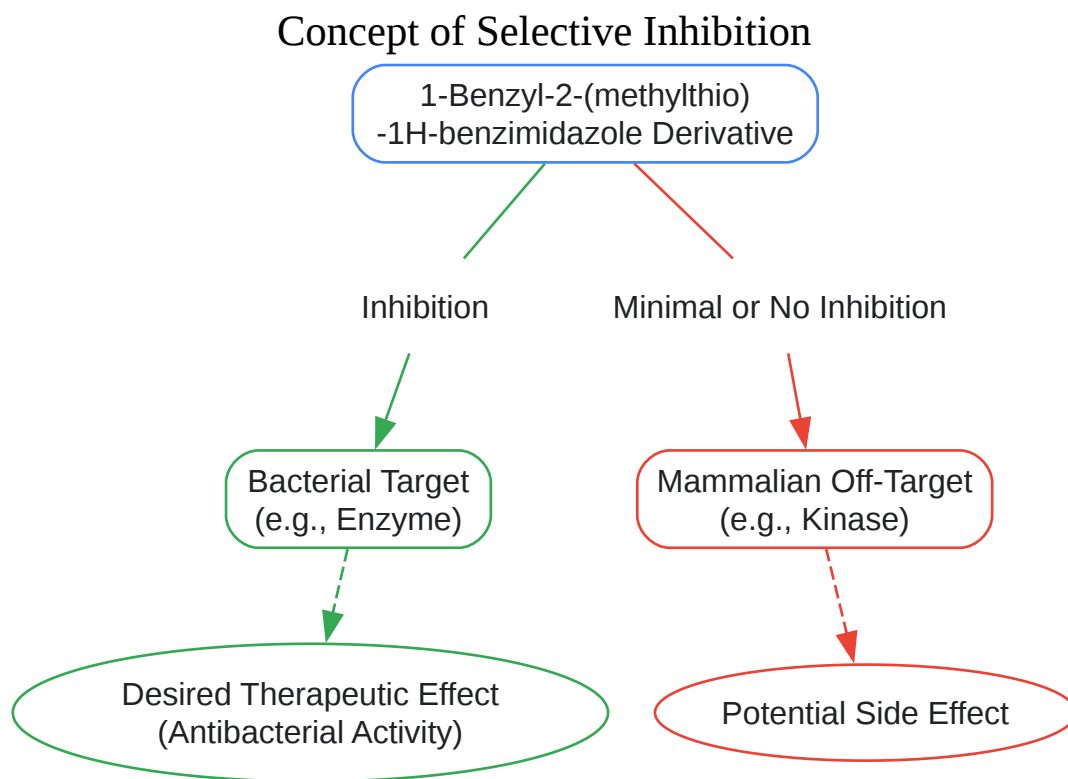 Concept of Selective Inhibition
1-Benzyl-2-(methylthio)
-1H-benzimidazole Derivative
Inhibition
Minimal or No Inhibition
Bacterial Target
(e.g., Enzyme)
Mammalian Off-Target
(e.g., Kinase)
Desired Therapeutic Effect
(Antibacterial Activity)
Potential Side Effect